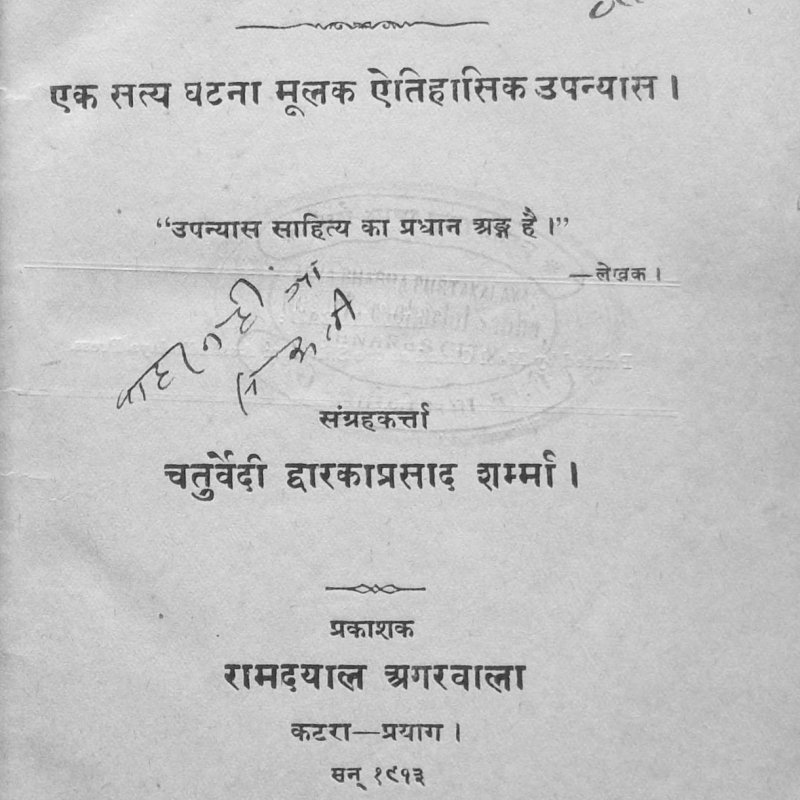 एक सत्य घटना मूलक ऐतिहासिक उपन्यास ।
“उपन्यास साहित्य का प्रधान अङ्ग है ।”
—लेखक ।
संग्रहकर्त्ता
चतुर्वेदी द्वारकाप्रसाद शर्म्मा ।
प्रकाशक
रामदयाल अगरवाला
कटरा—प्रयाग ।
सन् १९१३